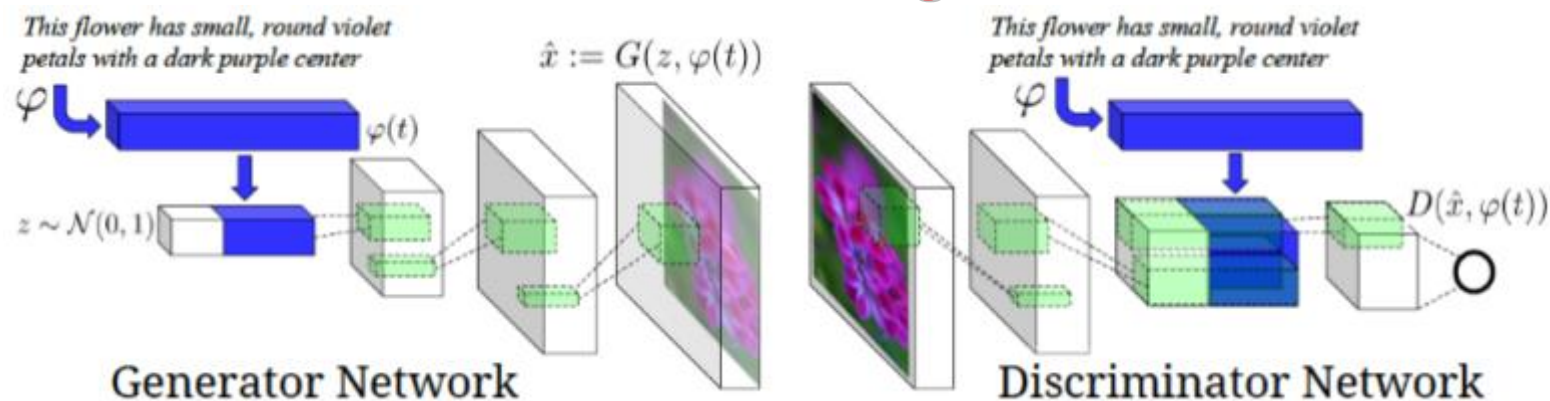 This flower has small, round violet
petals with a dark purple center
φ
φ(t)
z ~ N(0, 1)
x̂ := G(z, φ(t))
Generator Network
This flower has small, round violet
petals with a dark purple center
φ
D(x̂, φ(t))
Discriminator Network